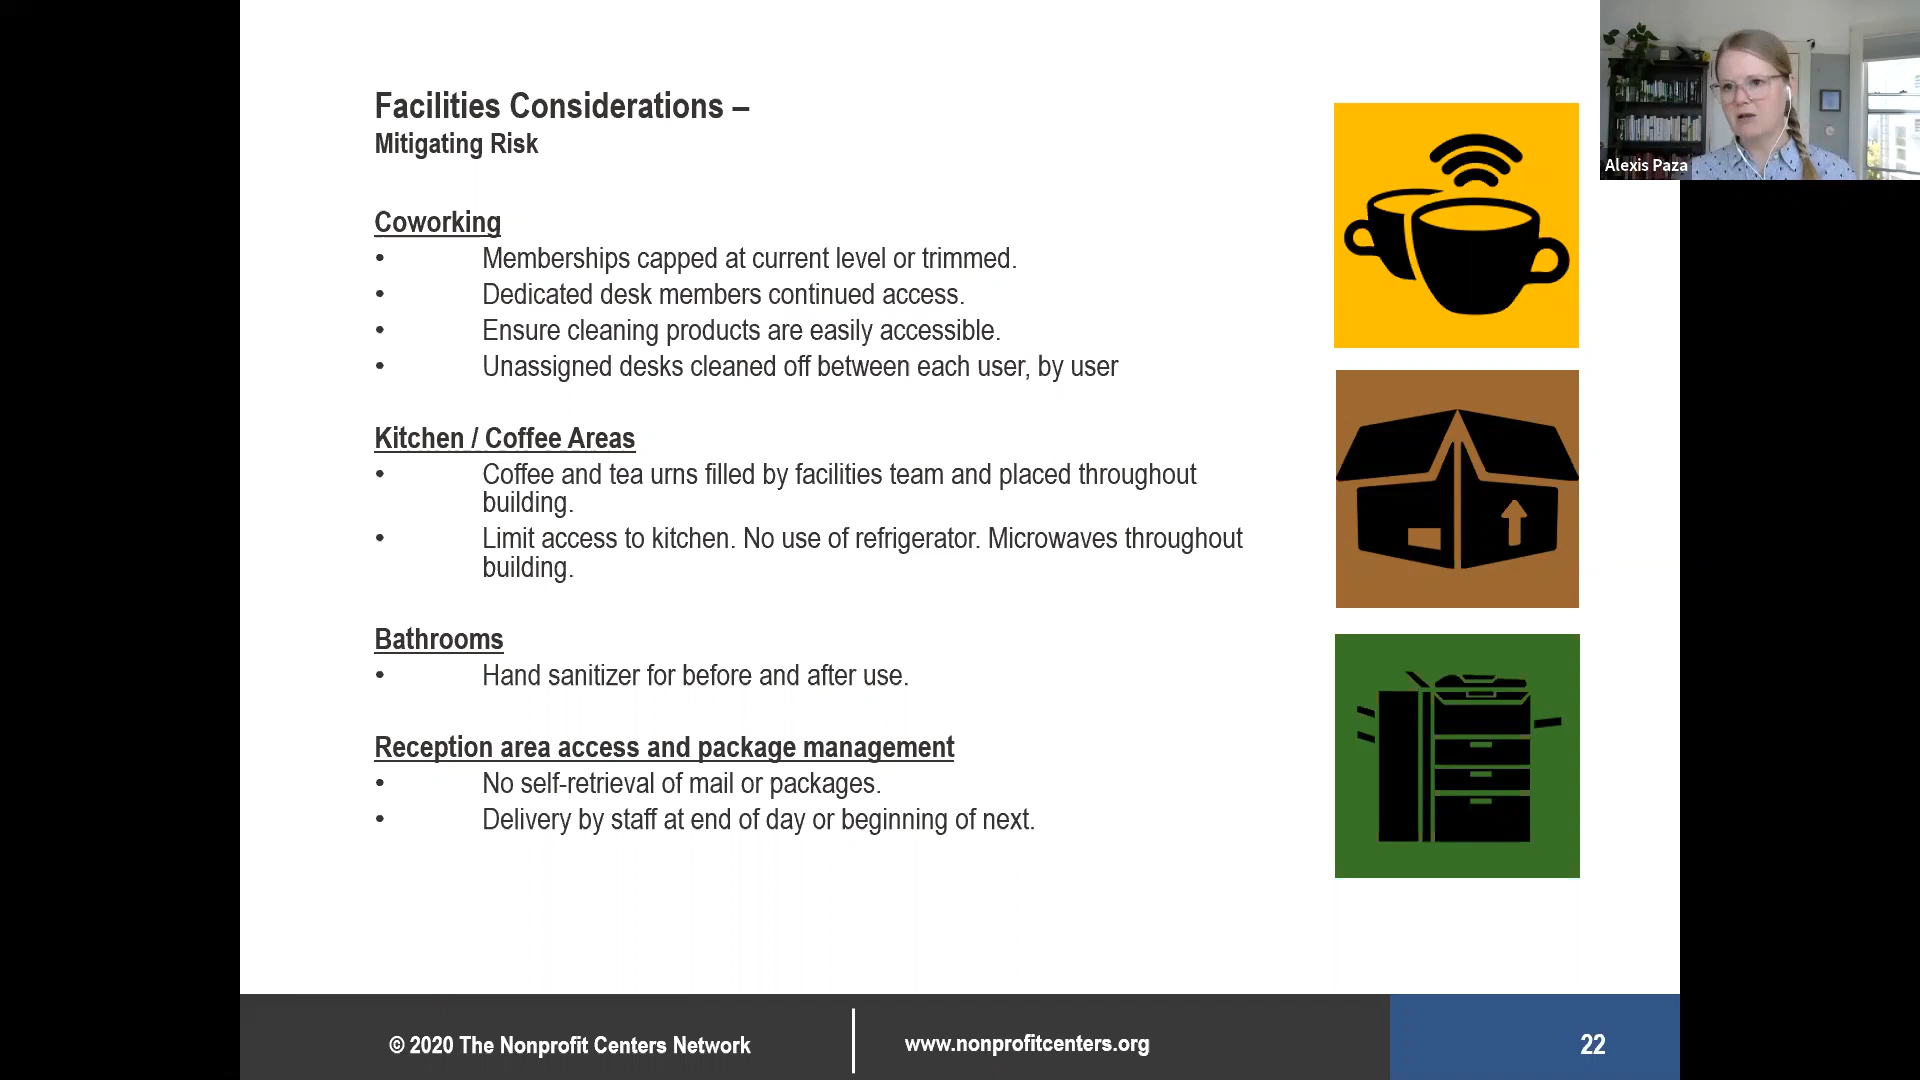 Facilities Considerations –
Mitigating Risk
Coworking
• Memberships capped at current level or trimmed.
• Dedicated desk members continued access.
• Ensure cleaning products are easily accessible.
• Unassigned desks cleaned off between each user, by user
Kitchen / Coffee Areas
• Coffee and tea urns filled by facilities team and placed throughout
building.
• Limit access to kitchen. No use of refrigerator. Microwaves throughout
building.
Bathrooms
• Hand sanitizer for before and after use.
Reception area access and package management
• No self-retrieval of mail or packages.
• Delivery by staff at end of day or beginning of next.
Alexis Paza
© 2020 The Nonprofit Centers Network
www.nonprofitcenters.org
22